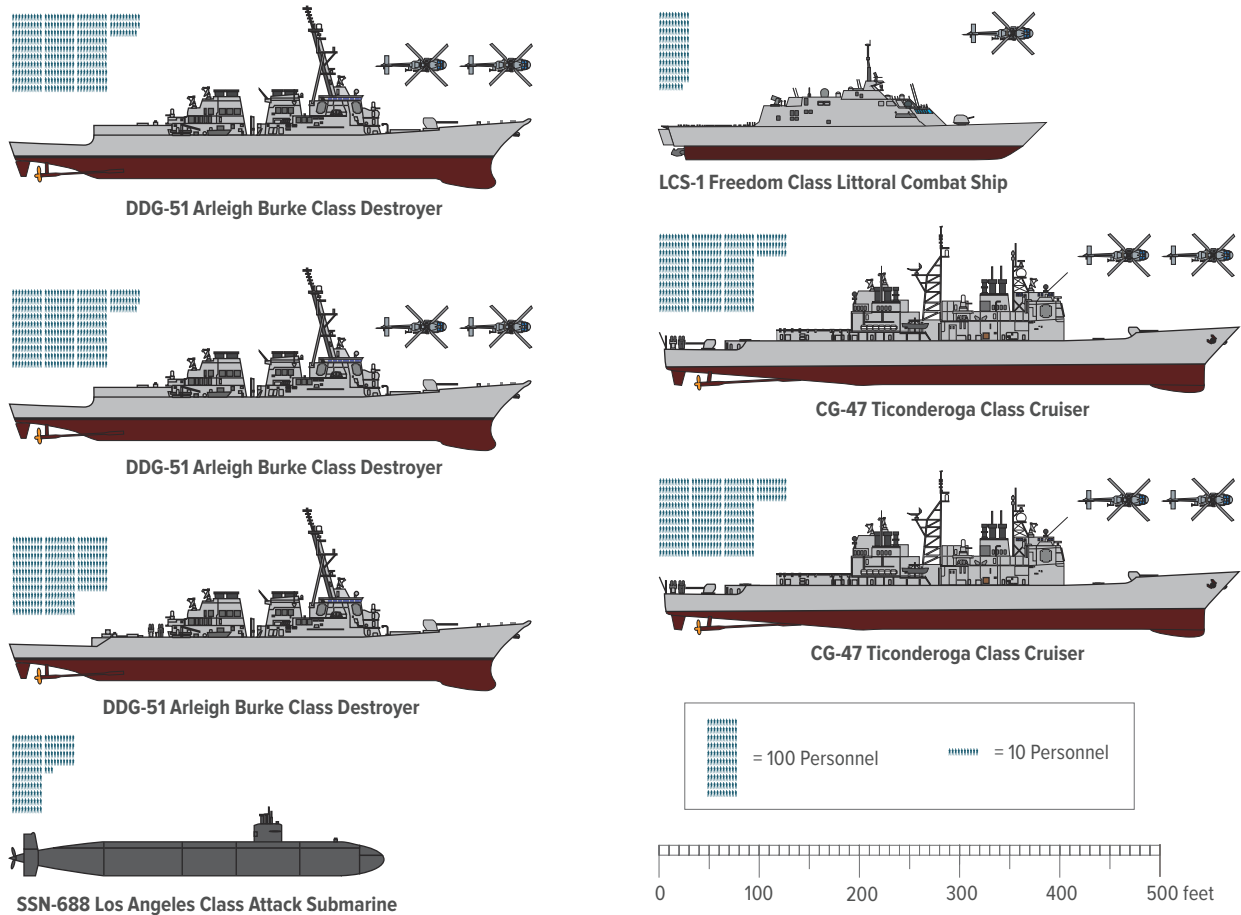 DDG-51 Arleigh Burke Class Destroyer
DDG-51 Arleigh Burke Class Destroyer
DDG-51 Arleigh Burke Class Destroyer
SSN-688 Los Angeles Class Attack Submarine
LCS-1 Freedom Class Littoral Combat Ship
CG-47 Ticonderoga Class Cruiser
CG-47 Ticonderoga Class Cruiser
= 100 Personnel
= 10 Personnel
0 100 200 300 400 500 feet